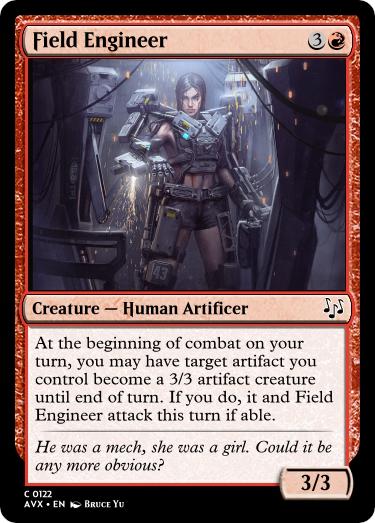 Field Engineer 3
Creature — Human Artificer
At the beginning of combat on your
turn, you may have target artifact you
control become a 3/3 artifact creature
until end of turn. If you do, it and Field
Engineer attack this turn if able.
He was a mech, she was a girl. Could it be
any more obvious?
3/3
C 0122
AVX • EN Bruce Yu
43